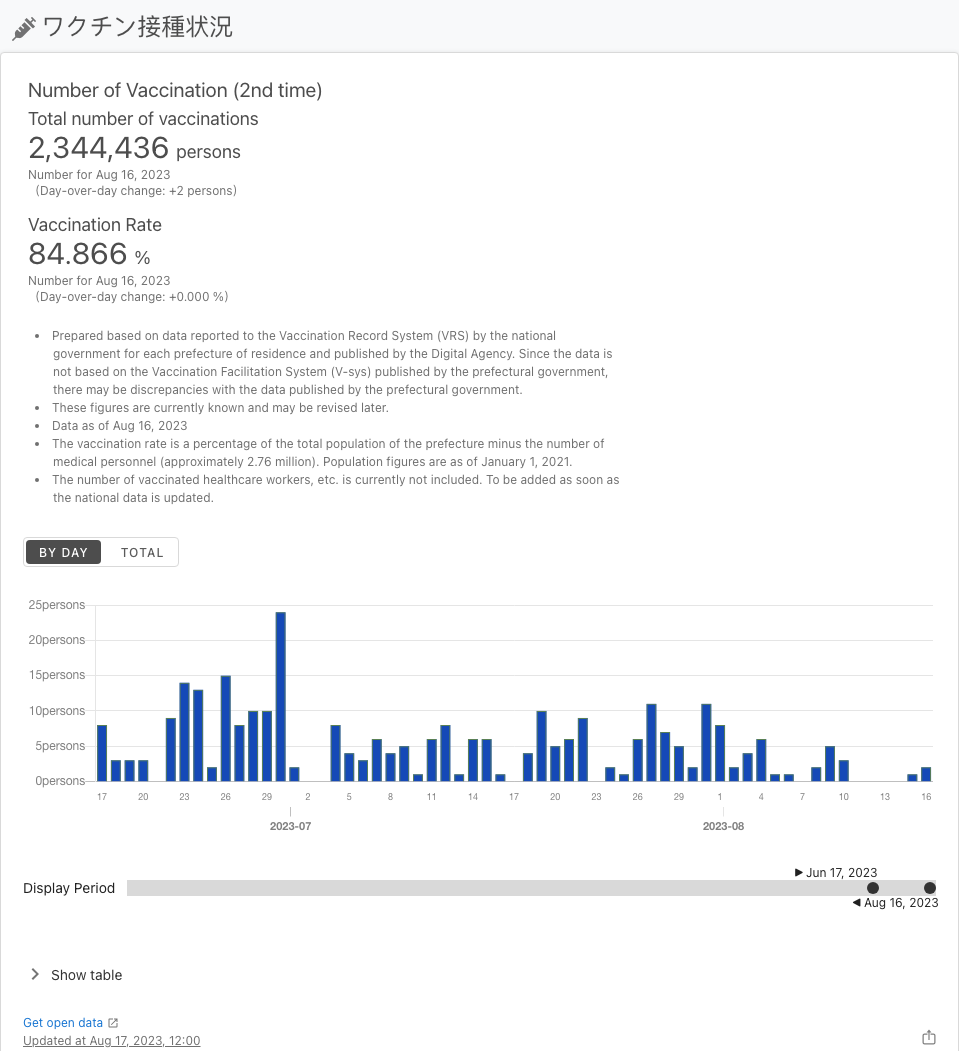 ワクチン接種状況
Number of Vaccination (2nd time)
Total number of vaccinations
2,344,436 persons
Number for Aug 16, 2023
(Day-over-day change: +2 persons)
Vaccination Rate
84.866 %
Number for Aug 16, 2023
(Day-over-day change: +0.000 %)
• Prepared based on data reported to the Vaccination Record System (VRS) by the national
government for each prefecture of residence and published by the Digital Agency. Since the data is
not based on the Vaccination Facilitation System (V-sys) published by the prefectural government,
there may be discrepancies with the data published by the prefectural government.
• These figures are currently known and may be revised later.
• Data as of Aug 16, 2023
• The vaccination rate is a percentage of the total population of the prefecture minus the number of
medical personnel (approximately 2.76 million). Population figures are as of January 1, 2021.
• The number of vaccinated healthcare workers, etc. is currently not included. To be added as soon as
the national data is updated.
BY DAY TOTAL
25persons
20persons
15persons
10persons
5persons
0persons
17 20 23 26 29 2 5 8 11 14 17 20 23 26 29 1 4 7 10 13 16
2023-07 2023-08
Jun 17, 2023
Display Period
Aug 16, 2023
Show table
Get open data
Updated at Aug 17, 2023, 12:00